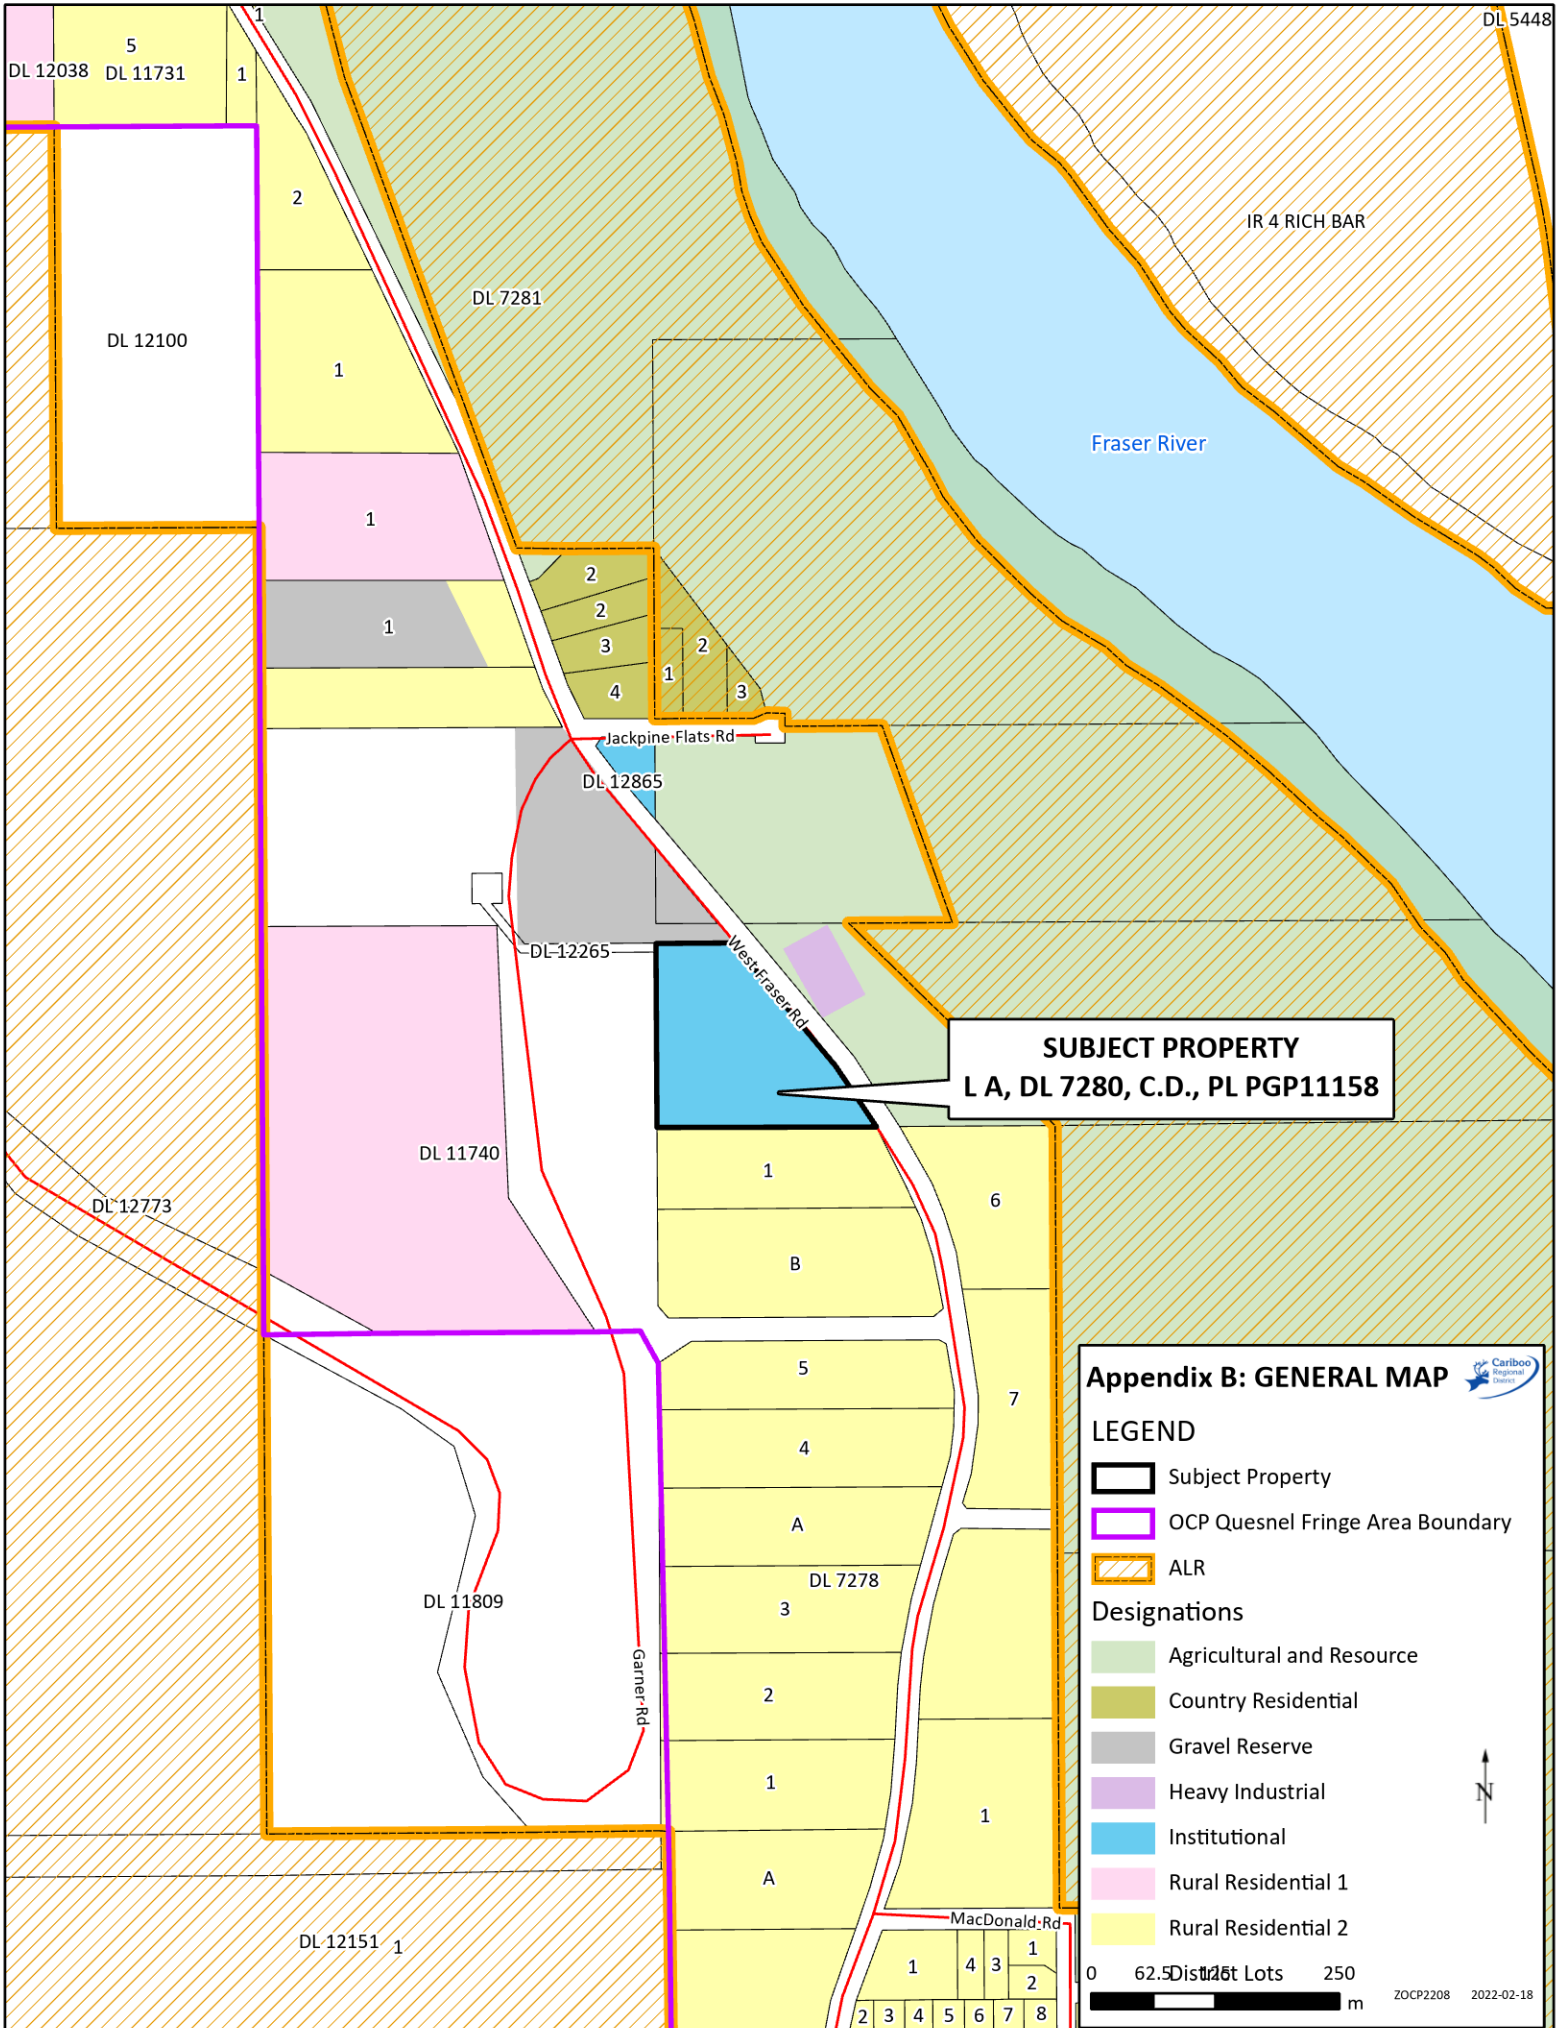 1
DL 5448
5
DL 12038
DL 11731
1
2
IR 4 RICH BAR
DL 7281
DL 12100
1
Fraser River
1
2
2
1
3
2
1
4
3
Jackpine Flats Rd
DL 12865
West Fraser Rd
DL 12265
SUBJECT PROPERTY
L A, DL 7280, C.D., PL PGP11158
DL 11740
1
6
DL 12773
B
5
7
4
A
DL 7278
3
DL 11809
Garner Rd
2
1
1
A
MacDonald Rd
DL 12151
1
1
4
3
1
2
2
3
4
5
6
7
8
Appendix B: GENERAL MAP
Cariboo
Regional
District
LEGEND
Subject Property
OCP Quesnel Fringe Area Boundary
ALR
Designations
Agricultural and Resource
Country Residential
Gravel Reserve
Heavy Industrial
N
Institutional
Rural Residential 1
Rural Residential 2
District Lots
0 62.5 125 250
m
ZOCP2208 2022-02-18